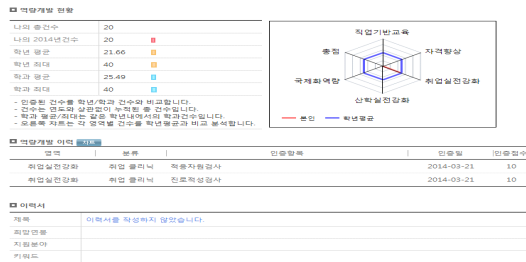 역량개발 현황
나의 총건수 20
나의 2014년건수 20
학년 평균 21.66
학년 최대 40
학과 평균 25.49
학과 최대 40
- 인증된 건수를 학년/학과 건수와 비교합니다.
- 건수는 연도와 상관없이 누적된 총 건수입니다.
- 학과 평균/최대는 같은 학년내에서의 학과건수입니다.
- 오른쪽 차트는 각 영역별 건수를 학년평균과 비교 분석합니다.
직업기반교육
총점 자격향상
국제화역량 취업실전강화
산학실전강화
본인 학년평균
역량개발 이력
영역 분류 인증항목 인증일 인증점수
취업실전강화 취업 클리닉 적중자원검사 2014-03-21 10
취업실전강화 취업 클리닉 진로적성검사 2014-03-21 10
이력서
제목 이력서를 작성하지 않았습니다.
희망연봉
지원분야
키워드